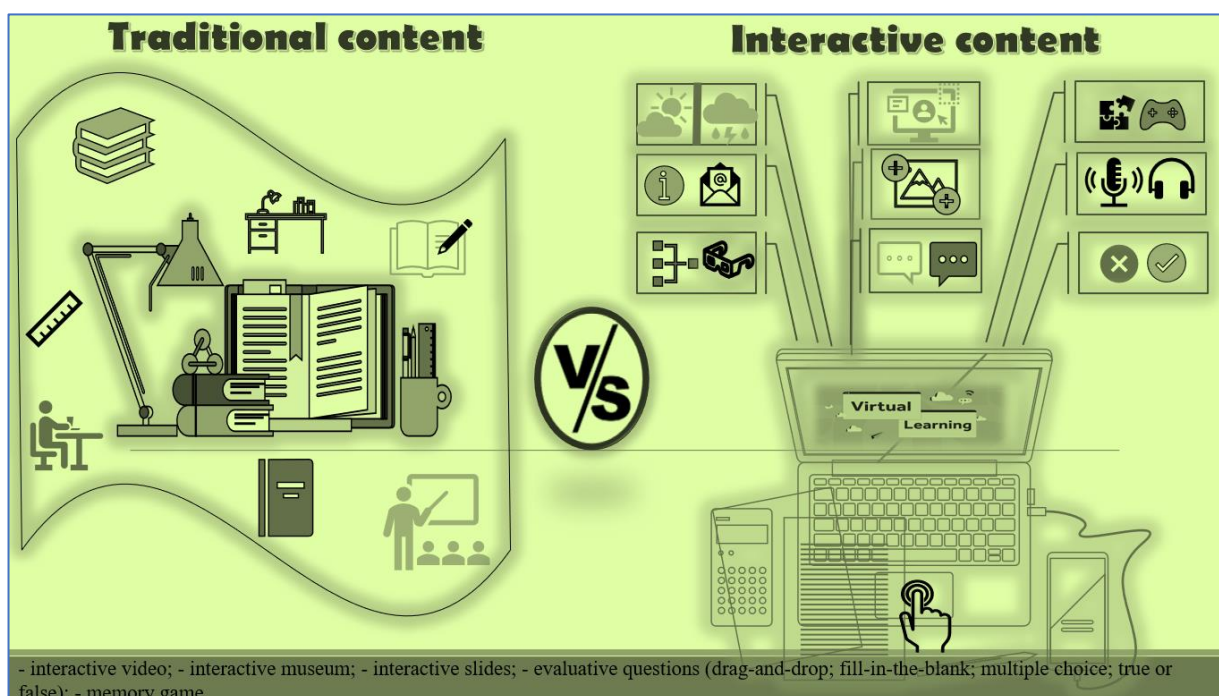 Traditional content
Interactive content
V/S
Virtual
Learning
- interactive video; - interactive museum; - interactive slides; - evaluative questions (drag-and-drop; fill-in-the-blank; multiple choice; true or
false); - memory game